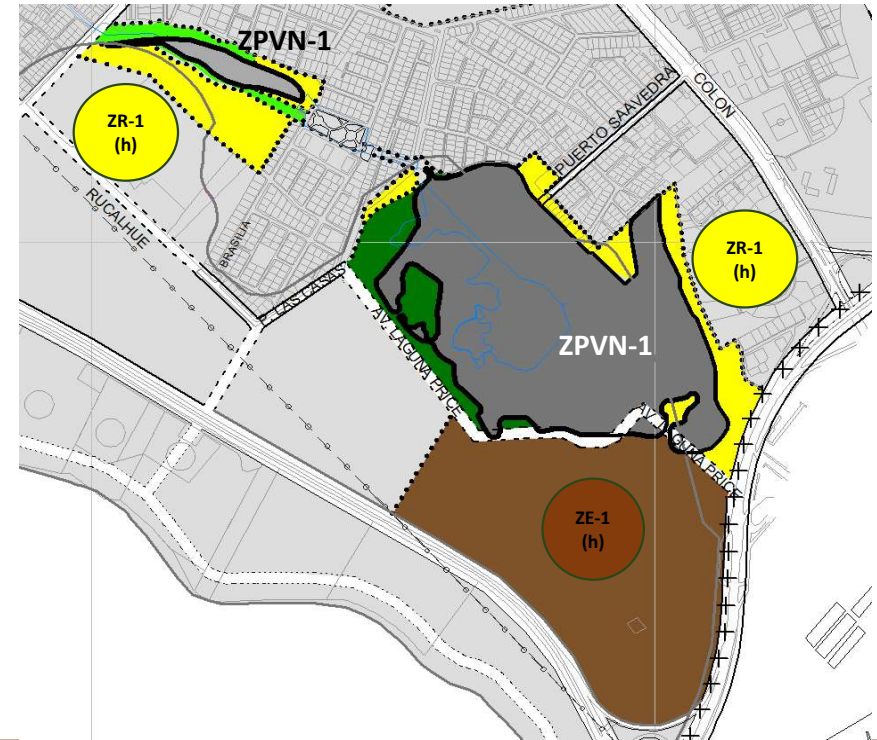 ZPVN-1
ZR-1
(h)
COLON
PUERTO SAAVEDRA
RUCALHUE
BRASILIA
P. LAS CASAS
ZR-1
(h)
AV. LAGUNA PRICE
ZPVN-1
AV. LAGUNA PRICE
ZE-1
(h)